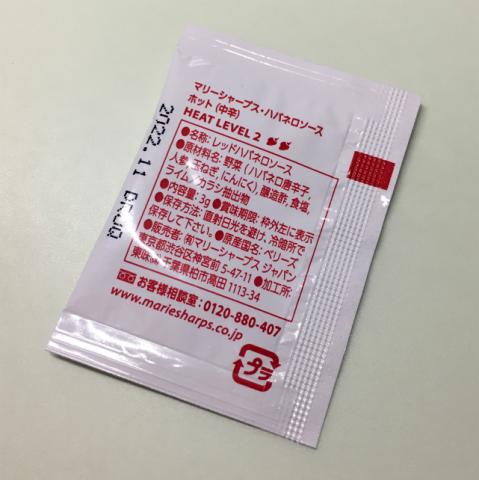 マリーシャープス・ハバネロソース
ホット (中辛)
HEAT LEVEL 2
●名称: レッドハバネロソース
●原材料名: 野菜 (ハバネロ唐辛子,
人参, 玉ねぎ, にんにく), 醸造酢, 食塩,
ライム, カラシ抽出物
●内容量: 3g ●賞味期限: 枠外左に表示
●保存方法: 直射日光を避け、冷暗所で
保存して下さい。 ●原産国名: ベリーズ
●販売者: ㈲マリーシャープス ジャパン
東京都渋谷区神宮前 5-47-11 ●加工所:
東味㈱ 千葉県柏市高田 1113-34
お客様相談室: 0120-880-407
www.mariesharps.co.jp
プラ
2022.11